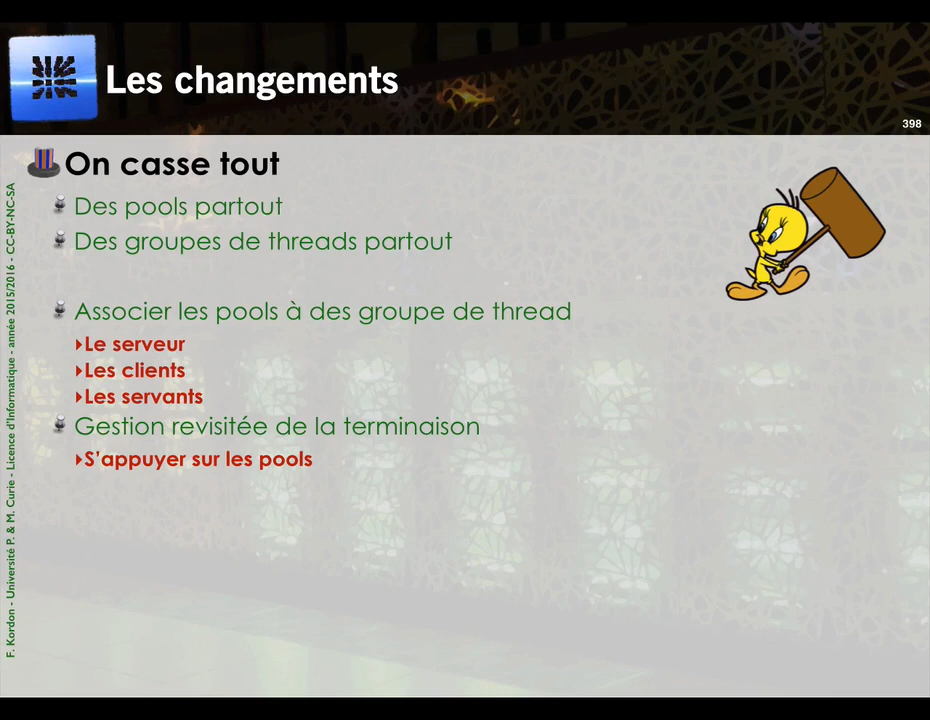 Les changements
398
On casse tout
Des pools partout
Des groupes de threads partout
Associer les pools à des groupe de thread
Le serveur
Les clients
Les servants
Gestion revisitée de la terminaison
S'appuyer sur les pools
F. Kordon - Université P. & M. Curie - Licence d'Informatique - année 2015/2016 - CC-BY-NC-SA